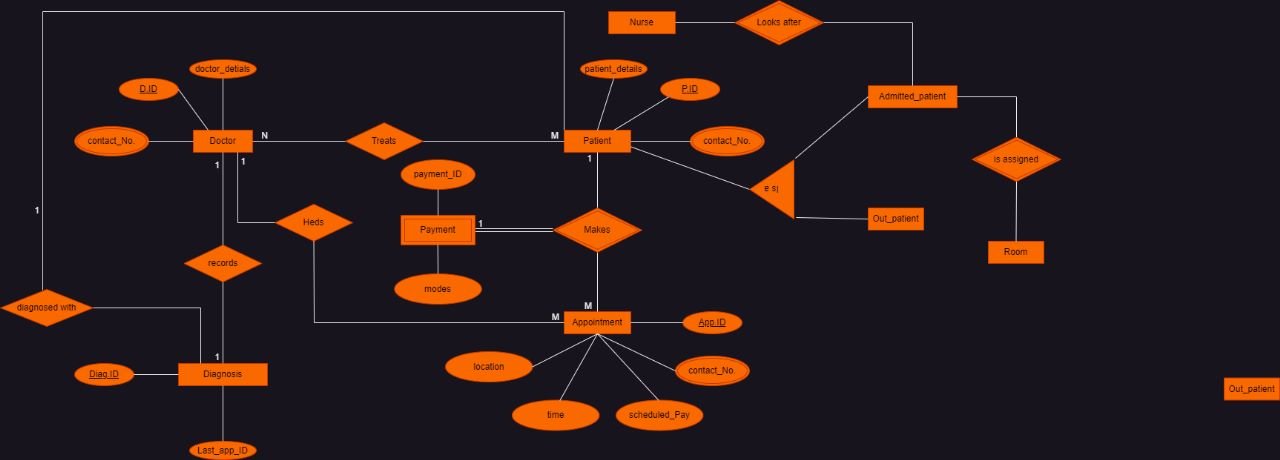 Nurse
Looks after
doctor_detials
patient_details
D.ID
P.ID
Admitted_patient
contact_No.
Doctor
N
Treats
M
Patient
contact_No.
1
1
1
is assigned
payment_ID
is a
1
Heds
Out_patient
1
Payment
Makes
Room
records
modes
diagnosed with
M
M
Appointment
App.ID
1
location
contact_No.
Diag.ID
Diagnosis
Out_patient
time
scheduled_Pay
Last_app_ID